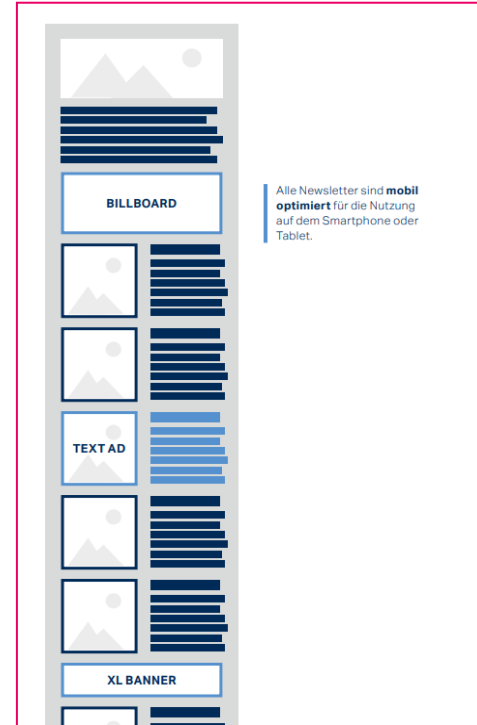 BILLBOARD
Alle Newsletter sind mobil
optimiert für die Nutzung
auf dem Smartphone oder
Tablet.
TEXT AD
XL BANNER